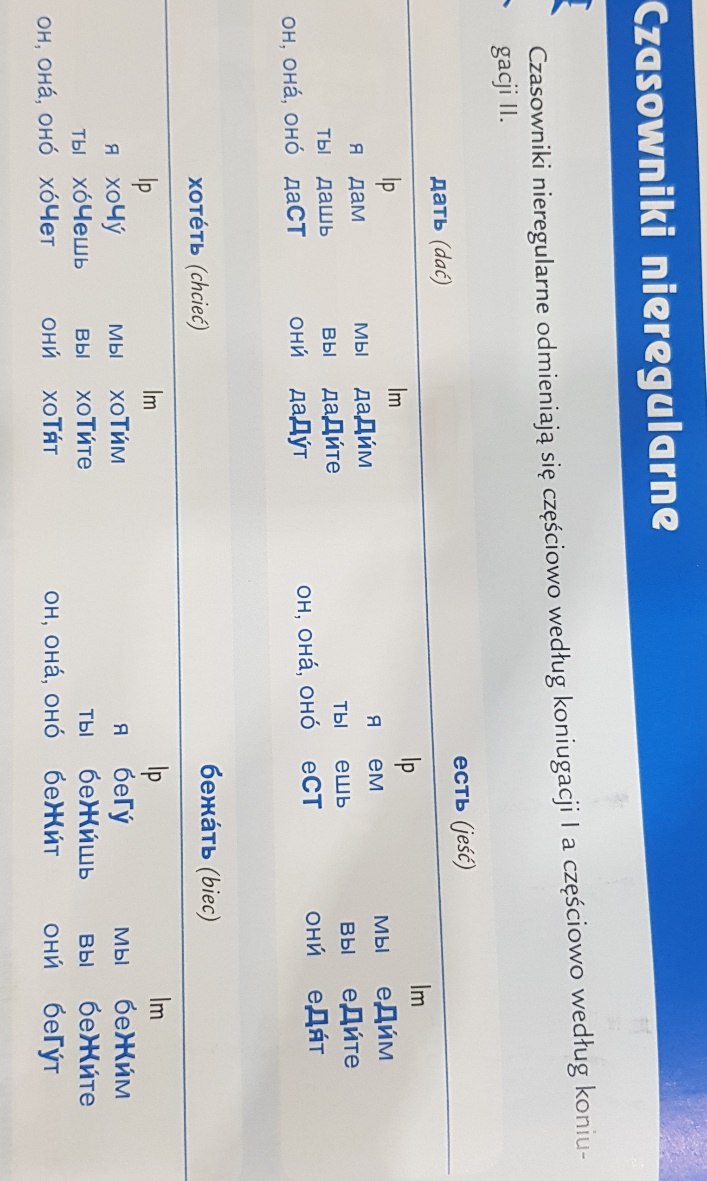 Czasowniki nieregularne
Czasowniki nieregularne odmieniają się częściowo według koniugacji I a częściowo według koniu-
gacji II.
дать (dać)
lp lm
я дам мы даДи́м
ты дашь вы даДи́те
он, она́, оно́ даСТ они́ даДу́т
есть (jeść)
lp lm
я ем мы еДи́м
ты ешь вы еДи́те
он, она́, оно́ еСТ они́ еДя́т
хоте́ть (chcieć)
lp lm
я хоЧу́ мы хоТи́м
ты хо́Чешь вы хоТи́те
он, она́, оно́ хо́Чет они́ хоТя́т
бежа́ть (biec)
lp lm
я беГу́ мы беЖи́м
ты беЖи́шь вы беЖи́те
он, она́, оно́ беЖи́т они́ беГу́т